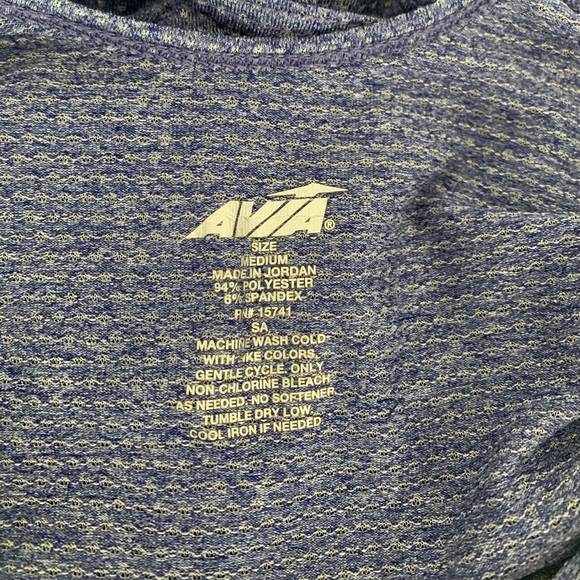 AVIA®
SIZE
MEDIUM
MADE IN JORDAN
94% POLYESTER
6% SPANDEX
RN# 15741
SA
MACHINE WASH COLD
WITH LIKE COLORS,
GENTLE CYCLE, ONLY
NON-CHLORINE BLEACH
AS NEEDED, NO SOFTENER
TUMBLE DRY LOW,
COOL IRON IF NEEDED